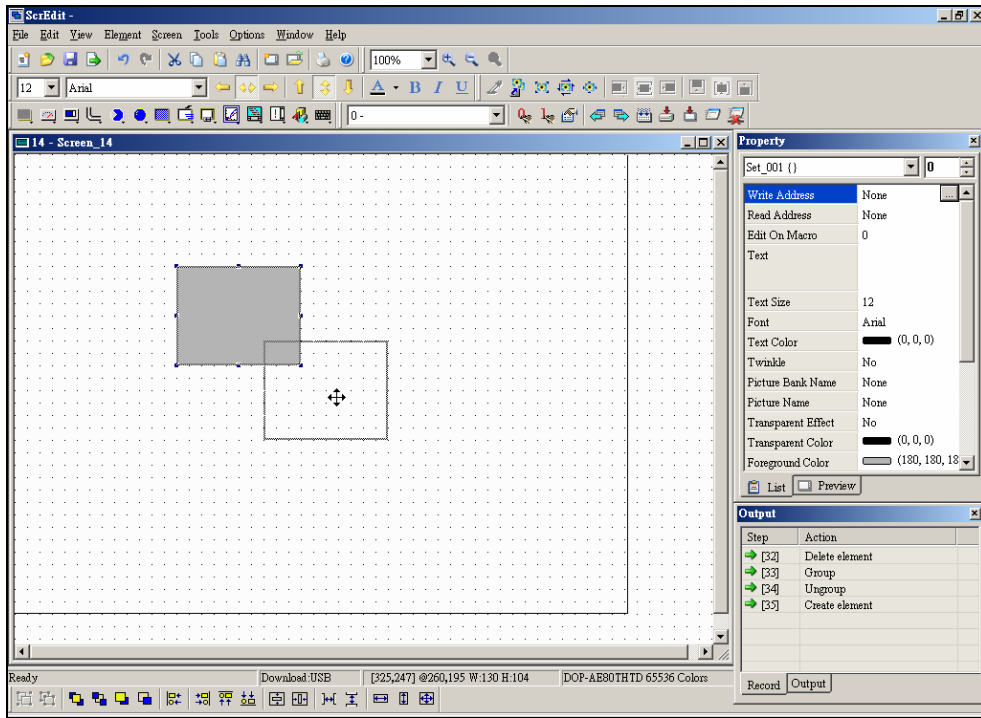 ScrEdit -
File Edit View Element Screen Tools Options Window Help
100%
12 Arial A B I U
0 -
14 - Screen_14
Property
Set_001 {} 0
Write Address None ...
Read Address None
Edit On Macro 0
Text
Text Size 12
Font Arial
Text Color (0, 0, 0)
Twinkle No
Picture Bank Name None
Picture Name None
Transparent Effect No
Transparent Color (0, 0, 0)
Foreground Color (180, 180, 18
List Preview
Output
Step Action
[32] Delete element
[33] Group
[34] Ungroup
[35] Create element
Record Output
Ready Download:USB [325,247] @260,195 W:130 H:104 DOP-AE80THTD 65536 Colors